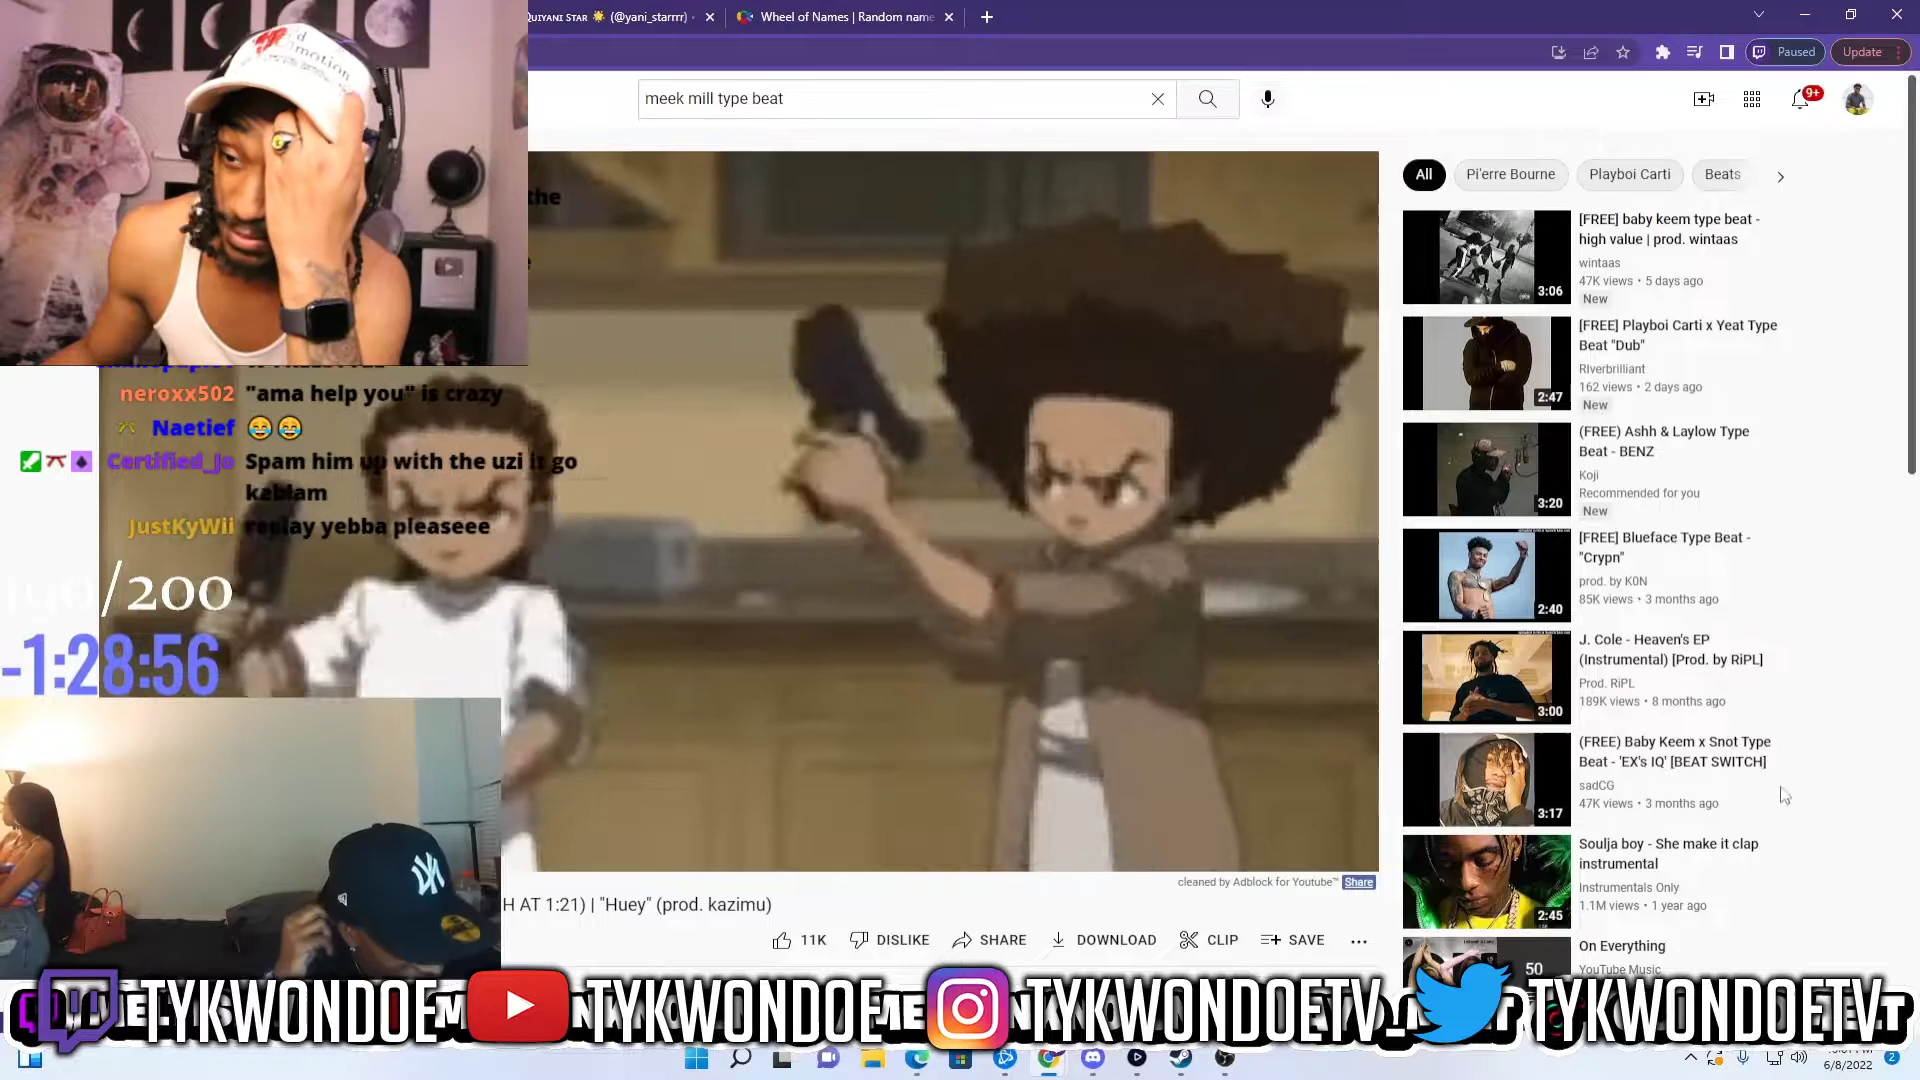 QUIYANI STAR 🌟 (@yani_starrr) -
Wheel of Names | Random name
Paused
Update
meek mill type beat
9+
All
Pi'erre Bourne
Playboi Carti
Beats
the
neroxx502 "ama help you" is crazy
Naetief 😂 😂
Certified_Jo Spam him up with the uzi it go
keblam
JustKyWii replay yebba pleaseee
/200
-1:28:56
[FREE] baby keem type beat -
high value | prod. wintaas
wintaas
47K views • 5 days ago
New
3:06
[FREE] Playboi Carti x Yeat Type
Beat "Dub"
RIverbrilliant
162 views • 2 days ago
New
2:47
(FREE) Ashh & Laylow Type
Beat - BENZ
Koji
Recommended for you
New
3:20
[FREE] Blueface Type Beat -
"Crypn"
prod. by K0N
85K views • 3 months ago
2:40
J. Cole - Heaven's EP
(Instrumental) [Prod. by RiPL]
Prod. RiPL
189K views • 8 months ago
3:00
(FREE) Baby Keem x Snot Type
Beat - 'EX's IQ' [BEAT SWITCH]
sadCG
47K views • 3 months ago
3:17
Soulja boy - She make it clap
instrumental
Instrumentals Only
1.1M views • 1 year ago
2:45
On Everything
YouTube Music
50
cleaned by Adblock for Youtube™ Share
H AT 1:21) | "Huey" (prod. kazimu)
11K
DISLIKE
SHARE
DOWNLOAD
CLIP
SAVE
TYKWONDOE
TYKWONDOE
TYKWONDOETV_
TYKWONDOETV
6/8/2022
2